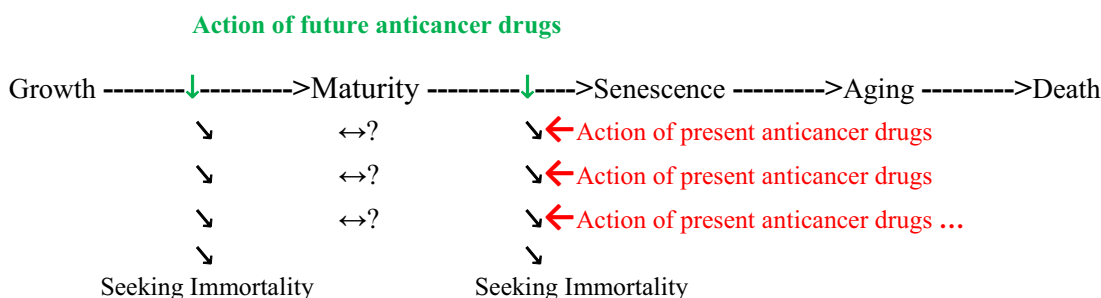 Action of future anticancer drugs
Growth ---------↓---------->Maturity -----------↓---->Senescence ---------->Aging ---------->Death
↘ ↔? ↘←Action of present anticancer drugs
↘ ↔? ↘←Action of present anticancer drugs
↘ ↔? ↘←Action of present anticancer drugs ...
↘ ↘
Seeking Immortality Seeking Immortality